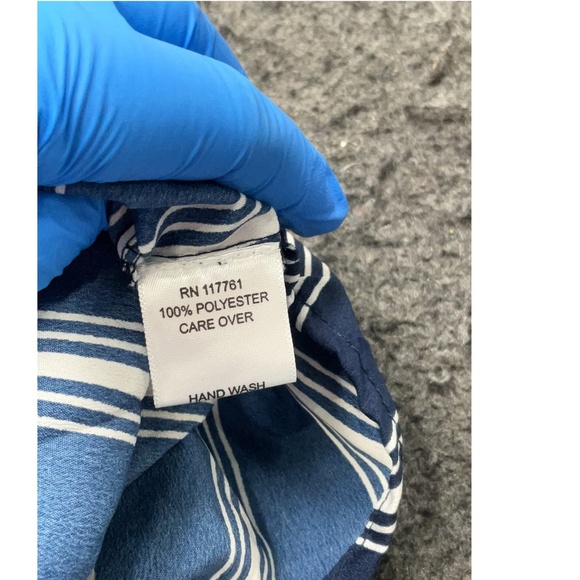 RN 117761
100% POLYESTER
CARE OVER
HAND WASH